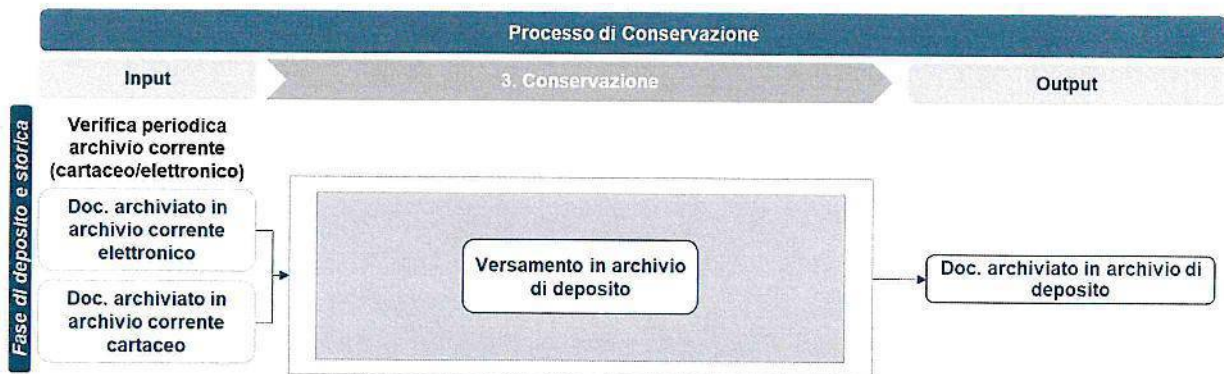 Processo di Conservazione
Input
3. Conservazione
Output
Fase di deposito e storica
Verifica periodica
archivio corrente
(cartaceo/elettronico)
Doc. archiviato in
archivio corrente
elettronico
Doc. archiviato in
archivio corrente
cartaceo
Versamento in archivio
di deposito
Doc. archiviato in archivio di
deposito